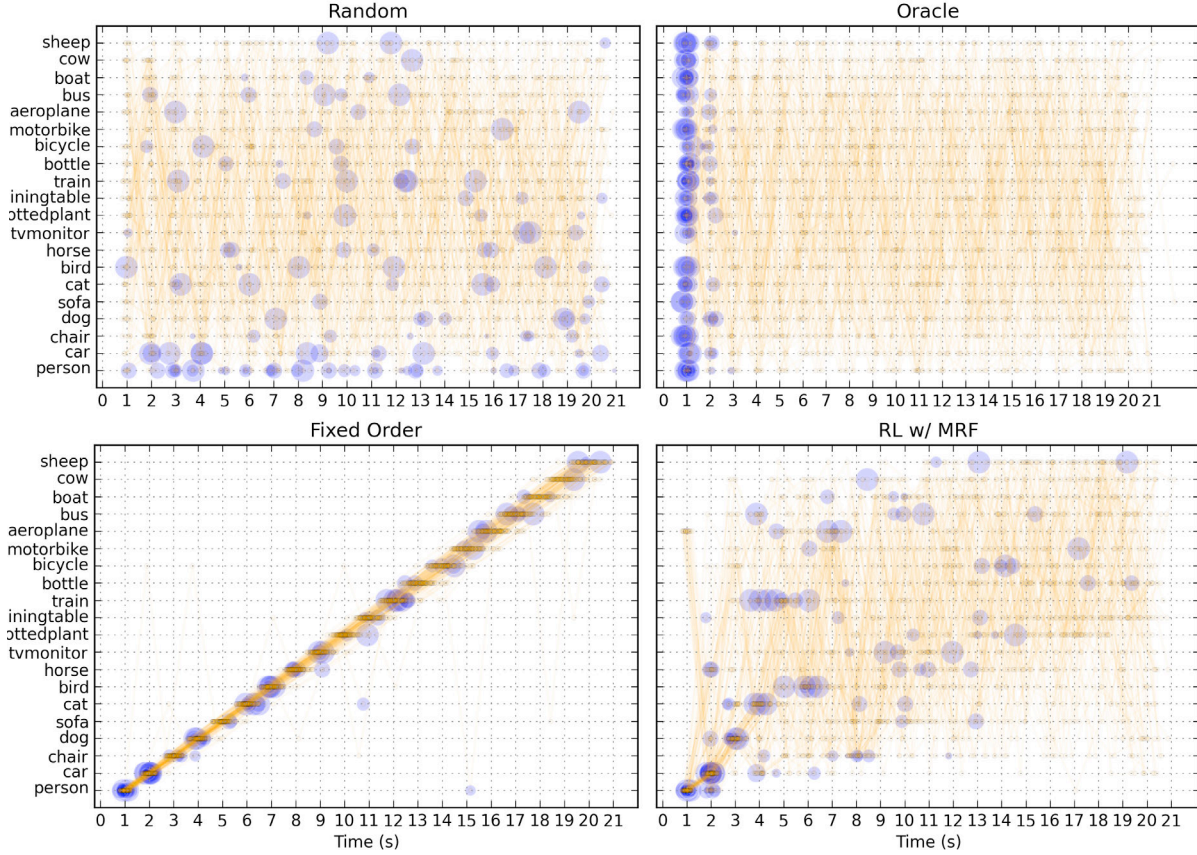 Random
sheep
cow
boat
bus
aeroplane
motorbike
bicycle
bottle
train
iningtable
ottedplant
tvmonitor
horse
bird
cat
sofa
dog
chair
car
person
0 1 2 3 4 5 6 7 8 9 10 11 12 13 14 15 16 17 18 19 20 21
Oracle
0 1 2 3 4 5 6 7 8 9 10 11 12 13 14 15 16 17 18 19 20 21
Fixed Order
sheep
cow
boat
bus
aeroplane
motorbike
bicycle
bottle
train
iningtable
ottedplant
tvmonitor
horse
bird
cat
sofa
dog
chair
car
person
0 1 2 3 4 5 6 7 8 9 10 11 12 13 14 15 16 17 18 19 20 21
Time (s)
RL w/ MRF
0 1 2 3 4 5 6 7 8 9 10 11 12 13 14 15 16 17 18 19 20 21
Time (s)